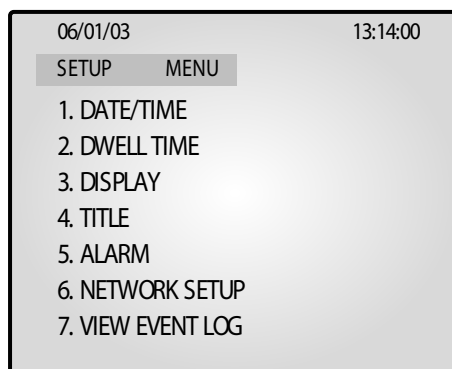 06/01/03 13:14:00
SETUP MENU
1. DATE/TIME
2. DWELL TIME
3. DISPLAY
4. TITLE
5. ALARM
6. NETWORK SETUP
7. VIEW EVENT LOG